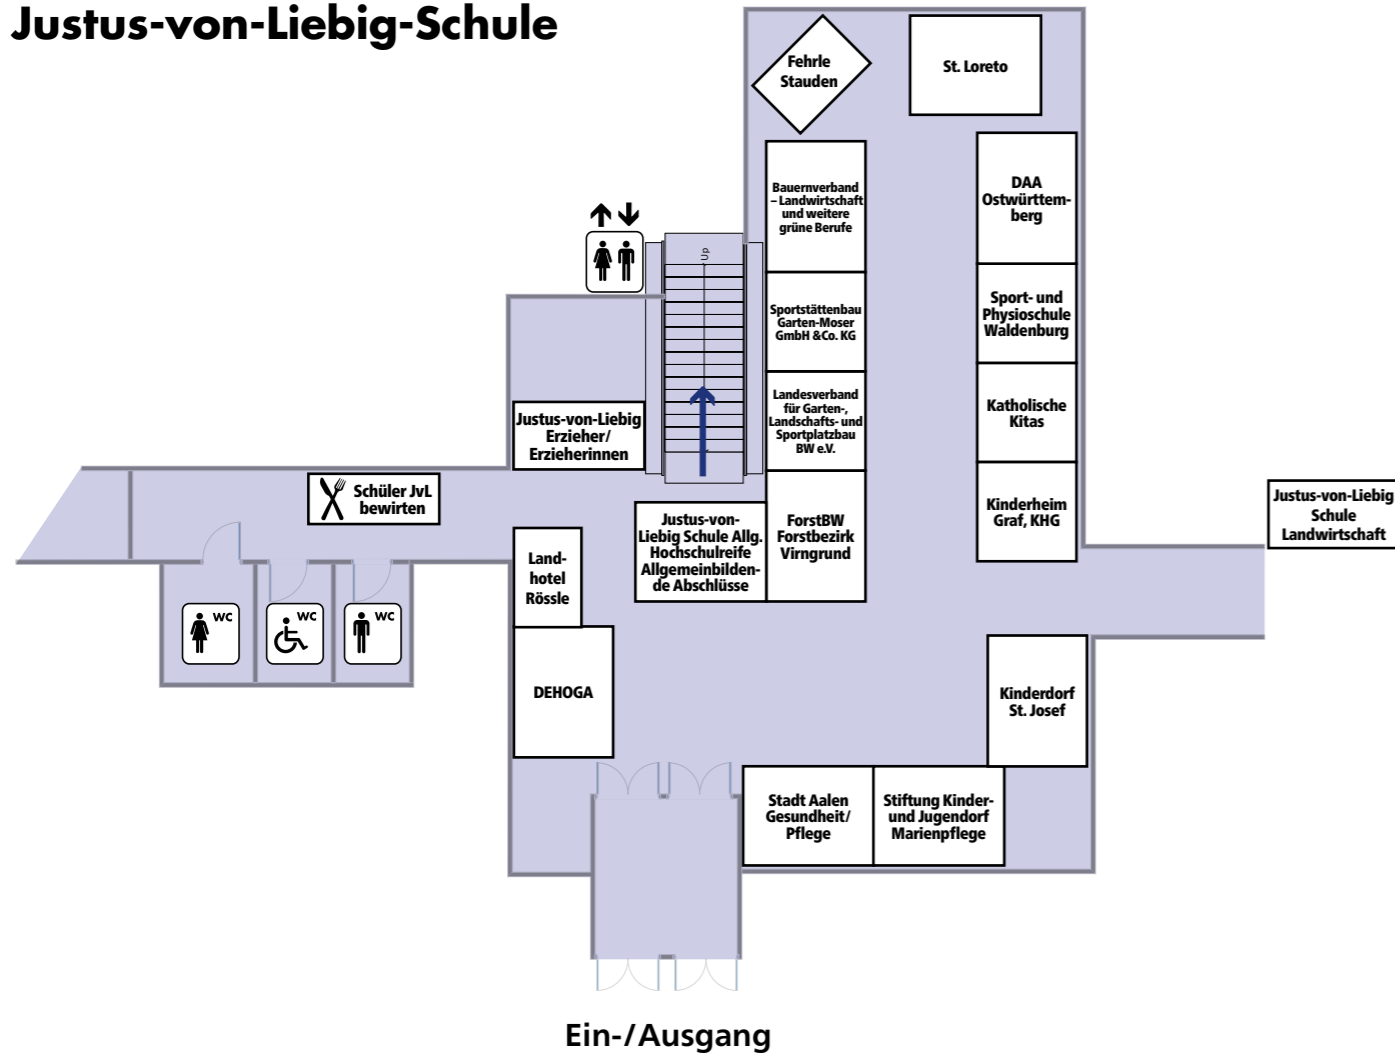 Justus-von-Liebig-Schule
Fehrle
Stauden
St. Loreto
Bauernverband
– Landwirtschaft
und weitere
grüne Berufe
DAA
Ostwürttem-
berg
Up
Sportstättenbau
Garten-Moser
GmbH &Co. KG
Sport- und
Physioschule
Waldenburg
Landesverband
für Garten-,
Landschafts- und
Sportplatzbau
BW e.V.
Katholische
Kitas
Justus-von-Liebig
Erzieher/
Erzieherinnen
Schüler JvL
bewirten
Justus-von-
Liebig Schule Allg.
Hochschulreife
Allgemeinbilden-
de Abschlüsse
ForstBW
Forstbezirk
Virngrund
Kinderheim
Graf, KHG
Justus-von-Liebig
Schule
Landwirtschaft
Land-
hotel
Rössle
WC
WC
WC
DEHOGA
Kinderdorf
St. Josef
Stadt Aalen
Gesundheit/
Pflege
Stiftung Kinder-
und Jugendorf
Marienpflege
Ein-/Ausgang